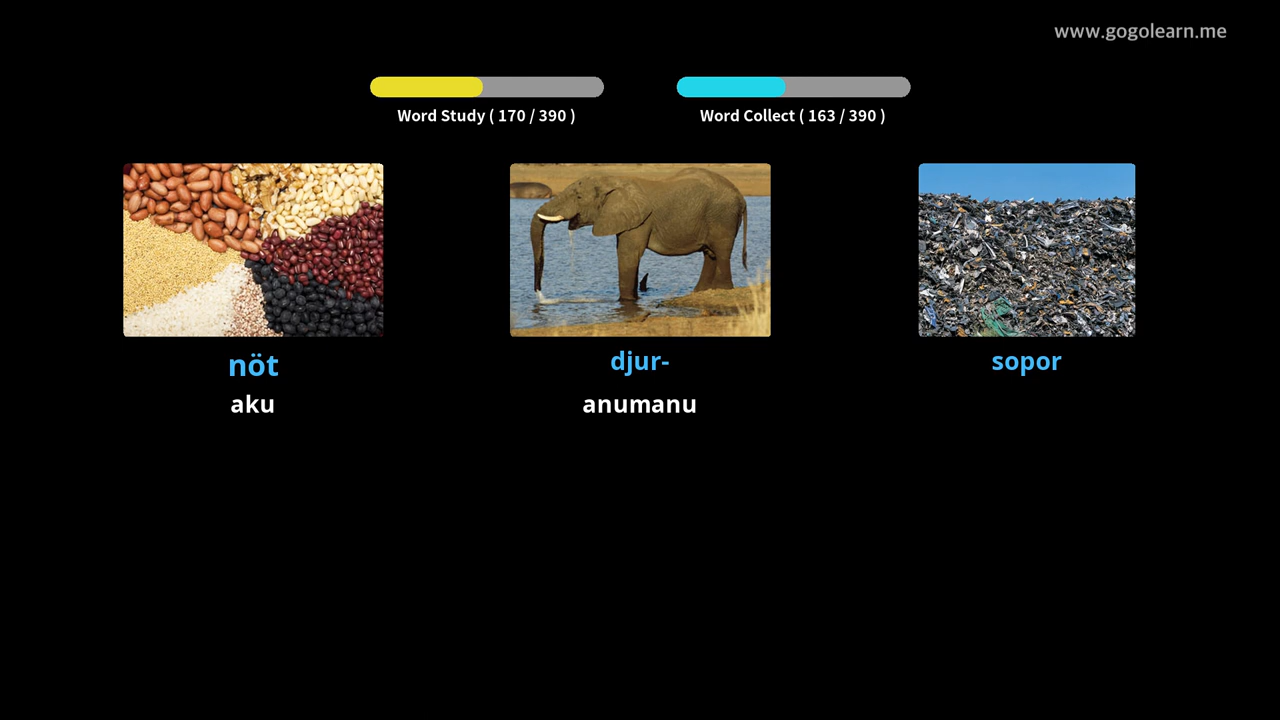 www.gogolearn.me
Word Study ( 170 / 390 )
Word Collect ( 163 / 390 )
nöt
aku
djur-
anumanu
sopor